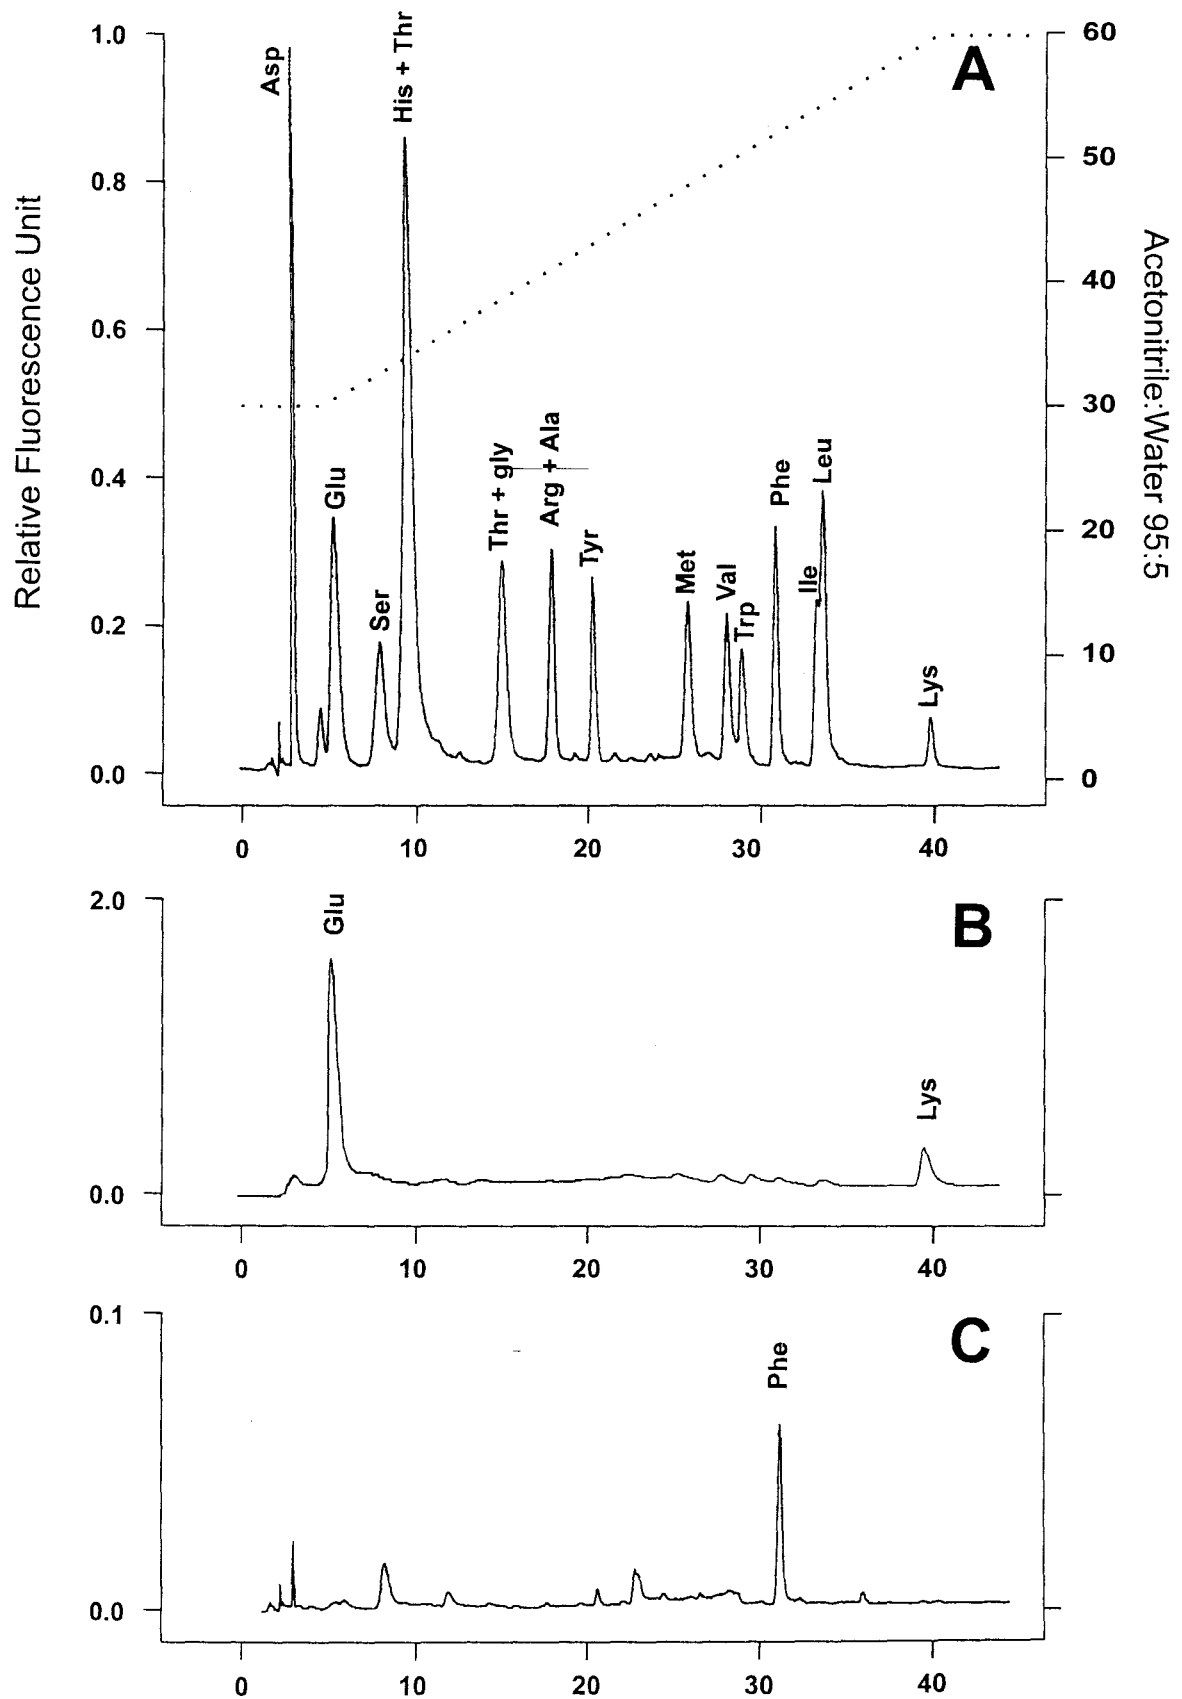 Relative Fluorescence Unit
Acetonitrile:Water 95:5
A
1.0
0.8
0.6
0.4
0.2
0.0
60
50
40
30
20
10
0
Asp
Glu
Ser
His + Thr
Thr + gly
Arg + Ala
Tyr
Met
Val
Trp
Phe
Ile
Leu
Lys
0 10 20 30 40
B
2.0
0.0
Glu
Lys
0 10 20 30 40
C
0.1
0.0
Phe
0 10 20 30 40